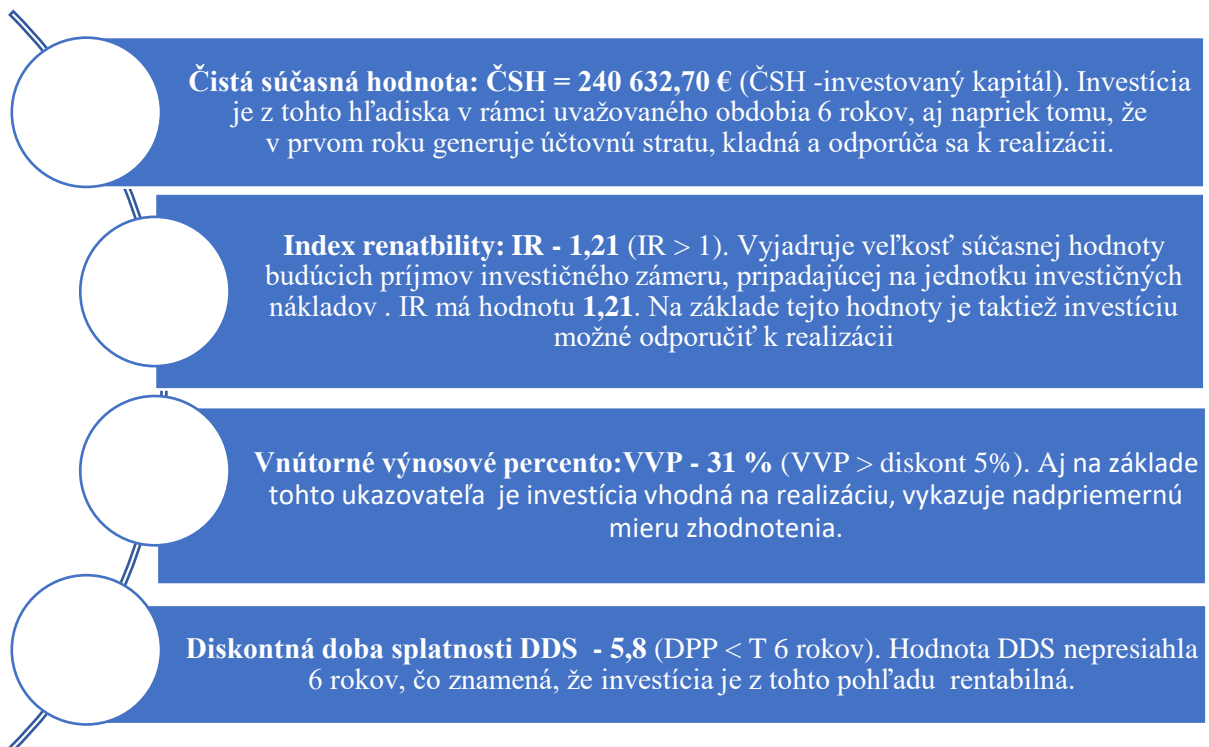 Čistá súčasná hodnota: ČSH = 240 632,70 € (ČSH -investovaný kapitál). Investícia
je z tohto hľadiska v rámci uvažovaného obdobia 6 rokov, aj napriek tomu, že
v prvom roku generuje účtovnú stratu, kladná a odporúča sa k realizácii.
Index renatbility: IR - 1,21 (IR > 1). Vyjadruje veľkosť súčasnej hodnoty
budúcich príjmov investičného zámeru, pripadajúcej na jednotku investičných
nákladov . IR má hodnotu 1,21. Na základe tejto hodnoty je taktiež investíciu
možné odporučiť k realizácii
Vnútorné výnosové percento:VVP - 31 % (VVP > diskont 5%). Aj na základe
tohto ukazovateľa je investícia vhodná na realizáciu, vykazuje nadpriemernú
mieru zhodnotenia.
Diskontná doba splatnosti DDS - 5,8 (DPP < T 6 rokov). Hodnota DDS nepresiahla
6 rokov, čo znamená, že investícia je z tohto pohľadu rentabilná.